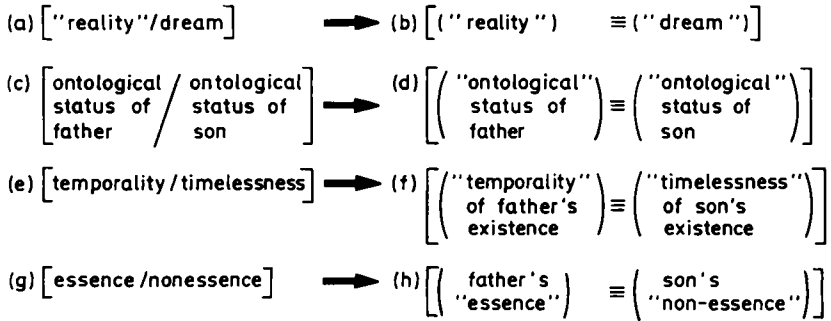 (a) ["reality"/dream] → (b) [("reality") ≡ ("dream")]
(c) [ontological / ontological] → (d) [("ontological") ≡ ("ontological")]
status of status of status of status of
father son father son
(e) [temporality/timelessness] → (f) [("temporality") ≡ ("timelessness")]
of father's of son's
existence existence
(g) [essence/nonessence] → (h) [(father's) ≡ (son's)]
"essence" "non-essence"